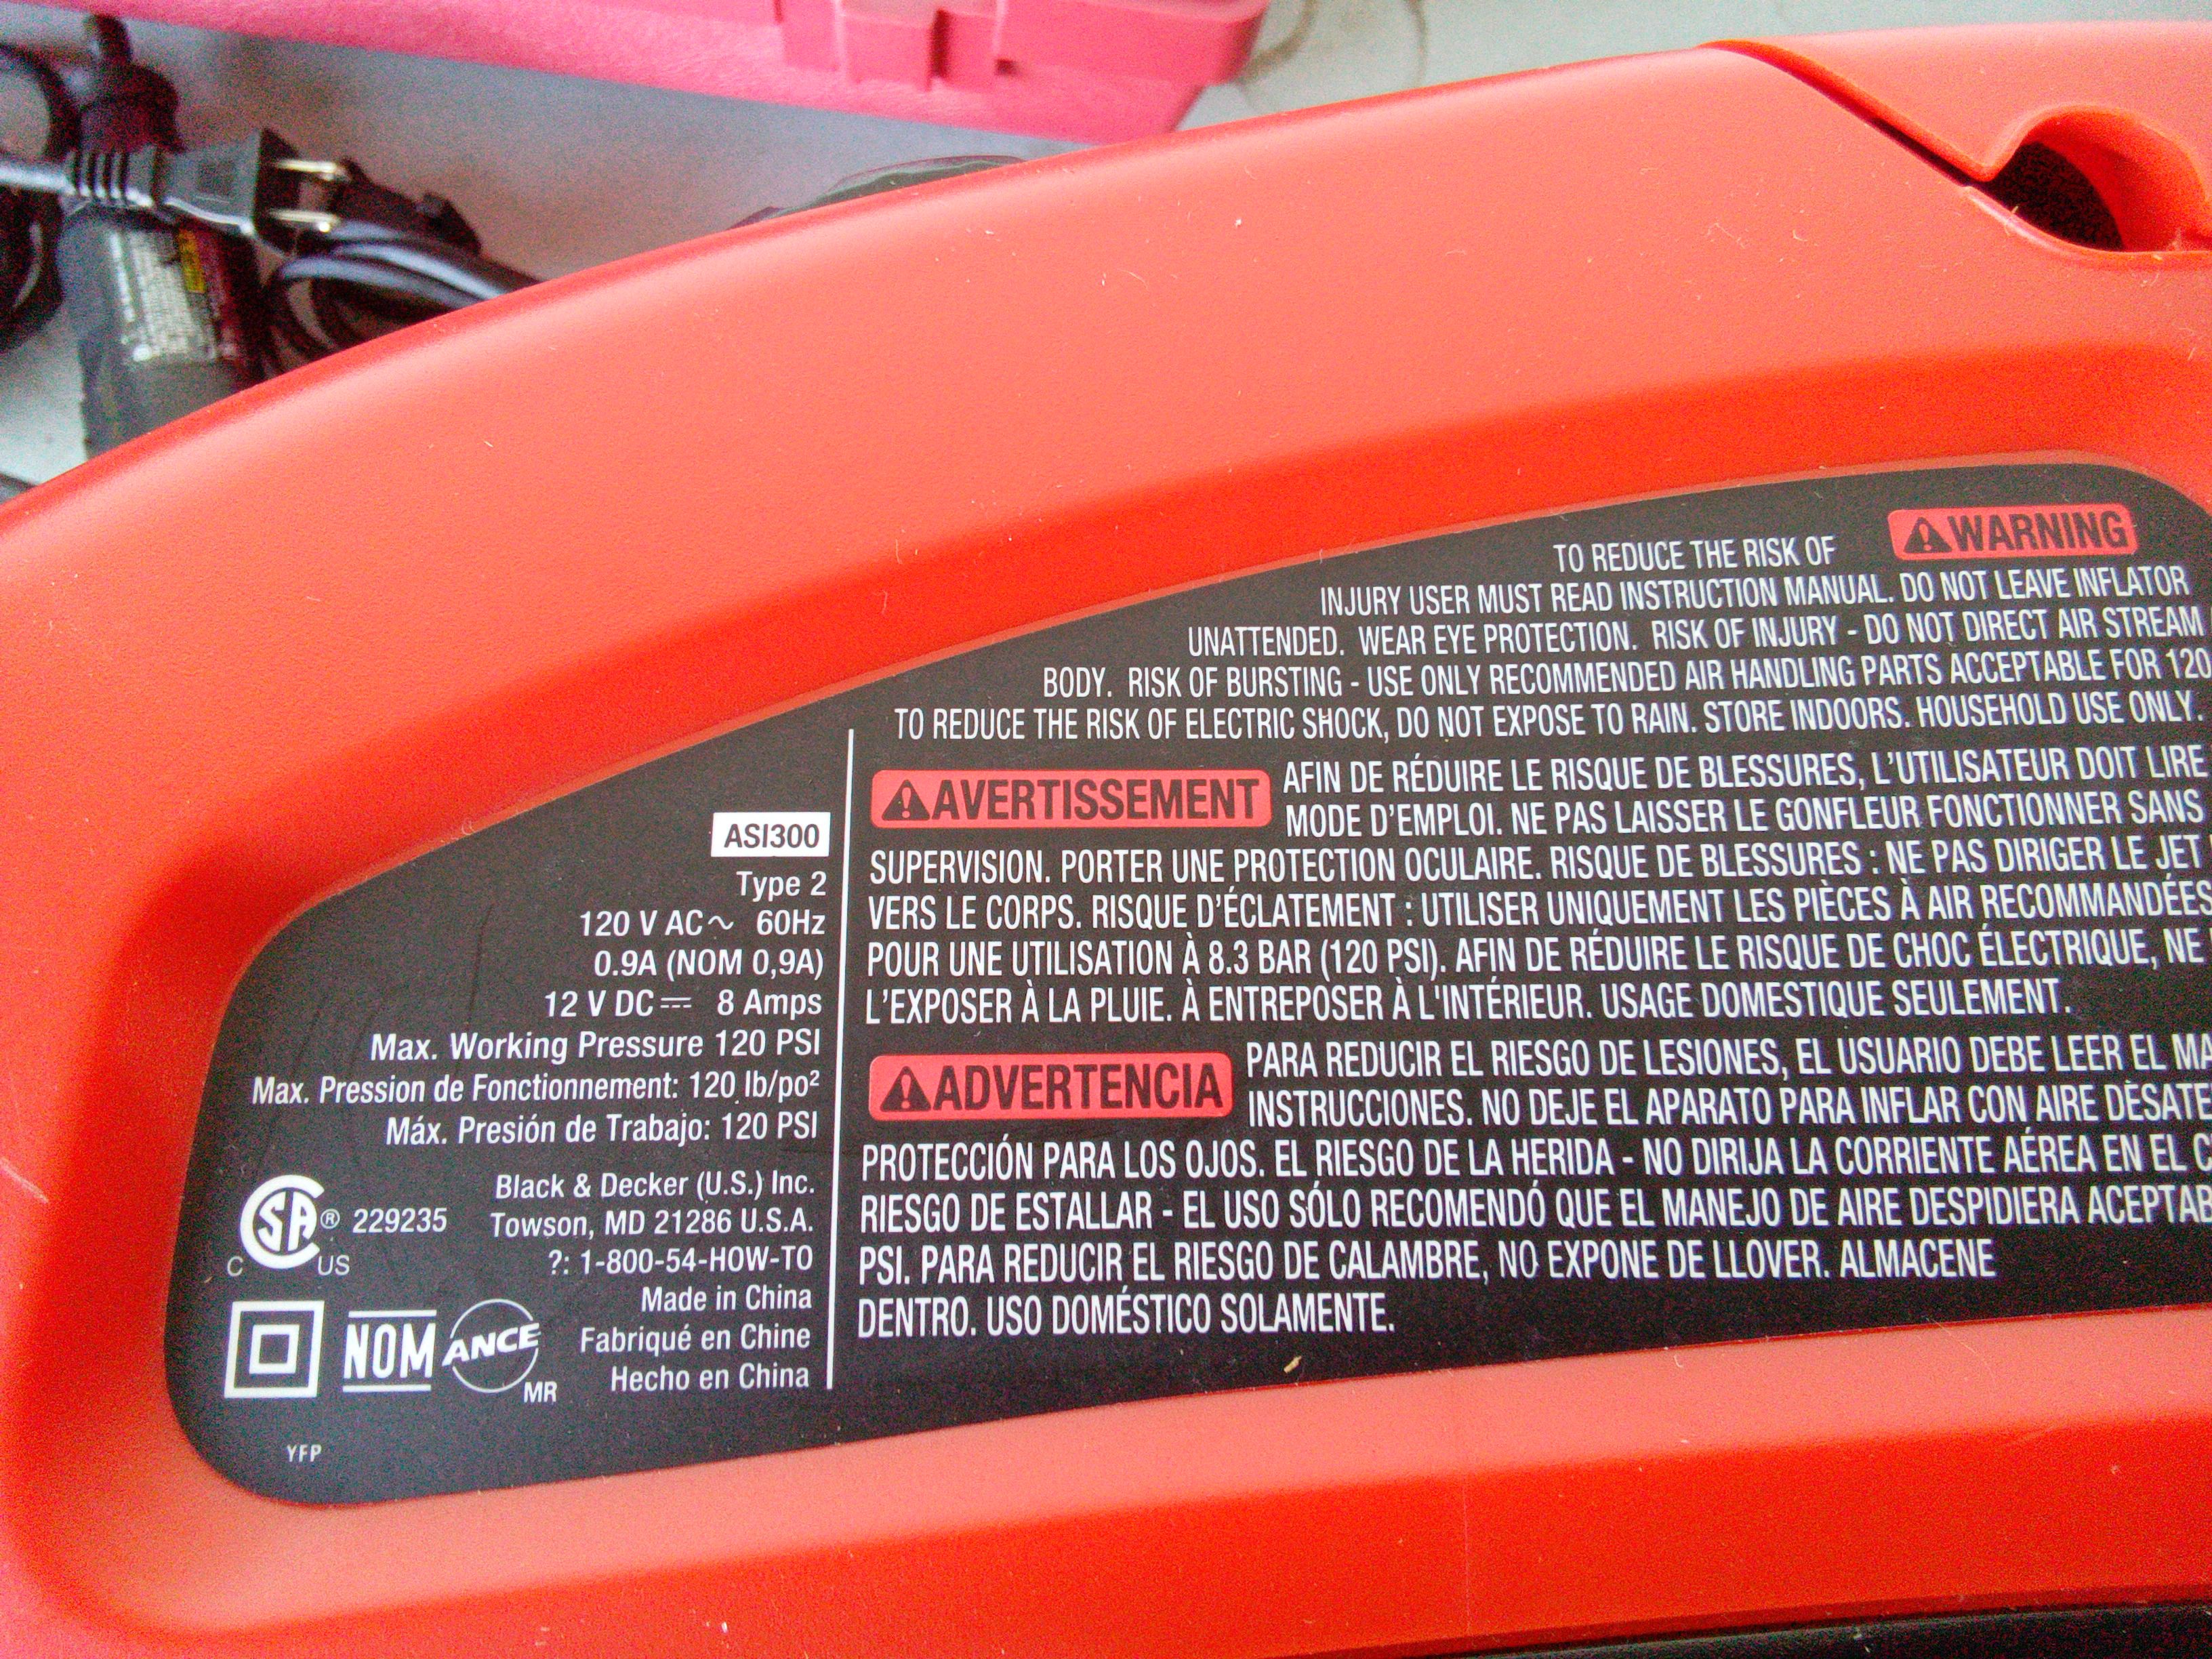 WARNING
TO REDUCE THE RISK OF
INJURY USER MUST READ INSTRUCTION MANUAL. DO NOT LEAVE INFLATOR
UNATTENDED. WEAR EYE PROTECTION. RISK OF INJURY - DO NOT DIRECT AIR STREAM
BODY. RISK OF BURSTING - USE ONLY RECOMMENDED AIR HANDLING PARTS ACCEPTABLE FOR 120
TO REDUCE THE RISK OF ELECTRIC SHOCK, DO NOT EXPOSE TO RAIN. STORE INDOORS. HOUSEHOLD USE ONLY.
AVERTISSEMENT
AFIN DE RÉDUIRE LE RISQUE DE BLESSURES, L'UTILISATEUR DOIT LIRE
MODE D'EMPLOI. NE PAS LAISSER LE GONFLEUR FONCTIONNER SANS
SUPERVISION. PORTER UNE PROTECTION OCULAIRE. RISQUE DE BLESSURES : NE PAS DIRIGER LE JET
VERS LE CORPS. RISQUE D'ÉCLATEMENT : UTILISER UNIQUEMENT LES PIÈCES À AIR RECOMMANDÉES
POUR UNE UTILISATION À 8.3 BAR (120 PSI). AFIN DE RÉDUIRE LE RISQUE DE CHOC ÉLECTRIQUE, NE
L'EXPOSER À LA PLUIE. À ENTREPOSER À L'INTÉRIEUR. USAGE DOMESTIQUE SEULEMENT.
ADVERTENCIA
PARA REDUCIR EL RIESGO DE LESIONES, EL USUARIO DEBE LEER EL MA
INSTRUCCIONES. NO DEJE EL APARATO PARA INFLAR CON AIRE DESATE
PROTECCIÓN PARA LOS OJOS. EL RIESGO DE LA HERIDA - NO DIRIJA LA CORRIENTE AÉREA EN EL C
RIESGO DE ESTALLAR - EL USO SÓLO RECOMENDÓ QUE EL MANEJO DE AIRE DESPIDIERA ACEPTAB
PSI. PARA REDUCIR EL RIESGO DE CALAMBRE, NO EXPONE DE LLOVER. ALMACENE
DENTRO. USO DOMÉSTICO SOLAMENTE.
ASI300
Type 2
120 V AC～ 60Hz
0.9A (NOM 0,9A)
12 V DC⎓ 8 Amps
Max. Working Pressure 120 PSI
Max. Pression de Fonctionnement: 120 lb/po²
Máx. Presión de Trabajo: 120 PSI
Black & Decker (U.S.) Inc.
Towson, MD 21286 U.S.A.
?: 1-800-54-HOW-TO
Made in China
Fabriqué en Chine
Hecho en China
C SA ® 229235
C US
NOM ANCE MR
YFP